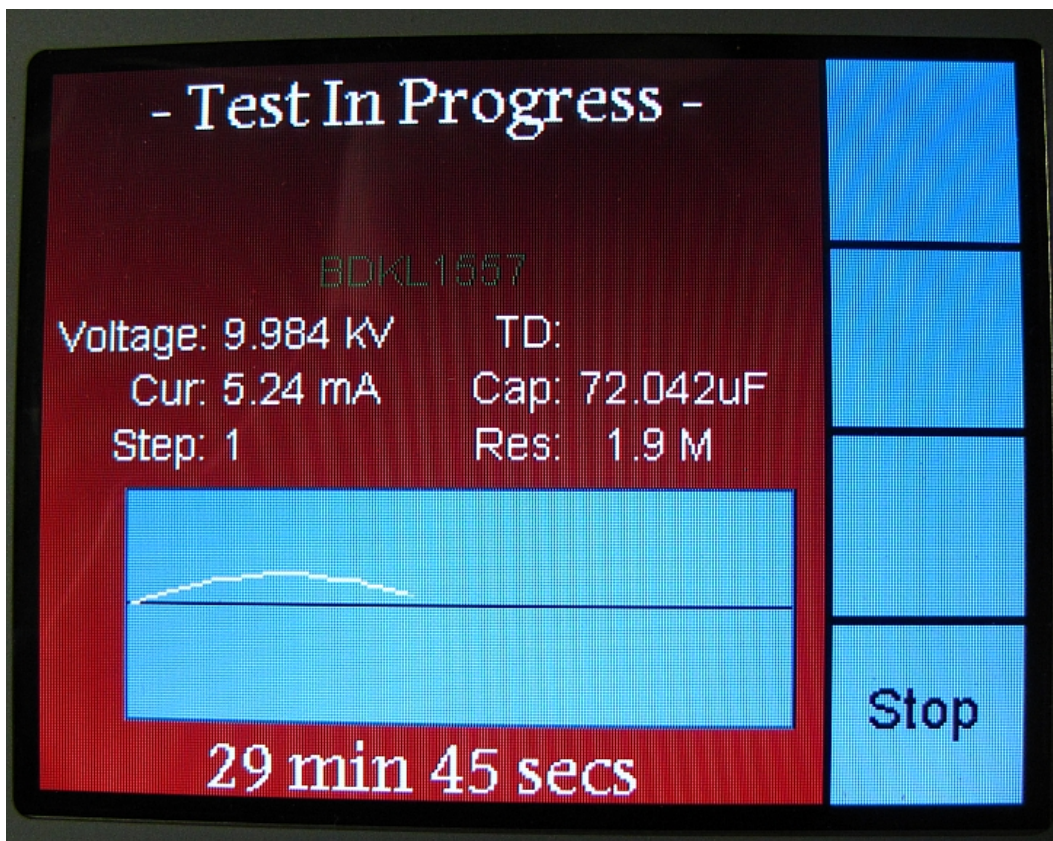 - Test In Progress -
BDKL1557
Voltage: 9.984 kV TD:
Cur: 5.24 mA Cap: 72.042uF
Step: 1 Res: 1.9 M
29 min 45 secs
Stop